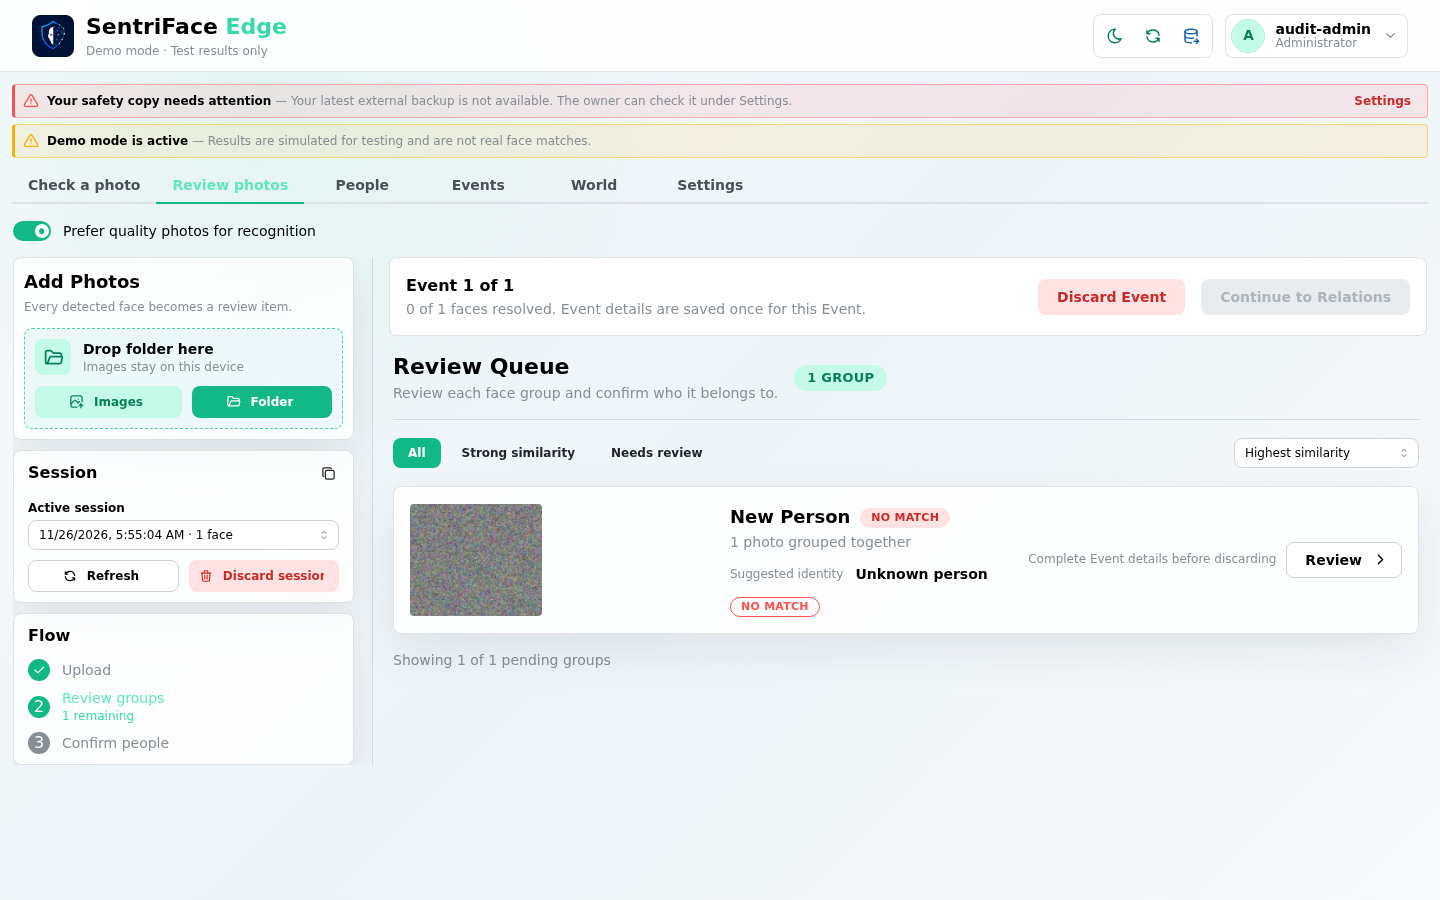 SentriFace Edge
Demo mode · Test results only
A
audit-admin
Administrator
Your safety copy needs attention — Your latest external backup is not available. The owner can check it under Settings.
Settings
Demo mode is active — Results are simulated for testing and are not real face matches.
Check a photo
Review photos
People
Events
World
Settings
Prefer quality photos for recognition
Add Photos
Every detected face becomes a review item.
Drop folder here
Images stay on this device
Images
Folder
Session
Active session
11/26/2026, 5:55:04 AM · 1 face
Refresh
Discard session
Flow
Upload
2
Review groups
1 remaining
3
Confirm people
Event 1 of 1
0 of 1 faces resolved. Event details are saved once for this Event.
Discard Event
Continue to Relations
Review Queue
Review each face group and confirm who it belongs to.
1 GROUP
All
Strong similarity
Needs review
Highest similarity
New Person
NO MATCH
1 photo grouped together
Suggested identity Unknown person
NO MATCH
Complete Event details before discarding
Review
Showing 1 of 1 pending groups